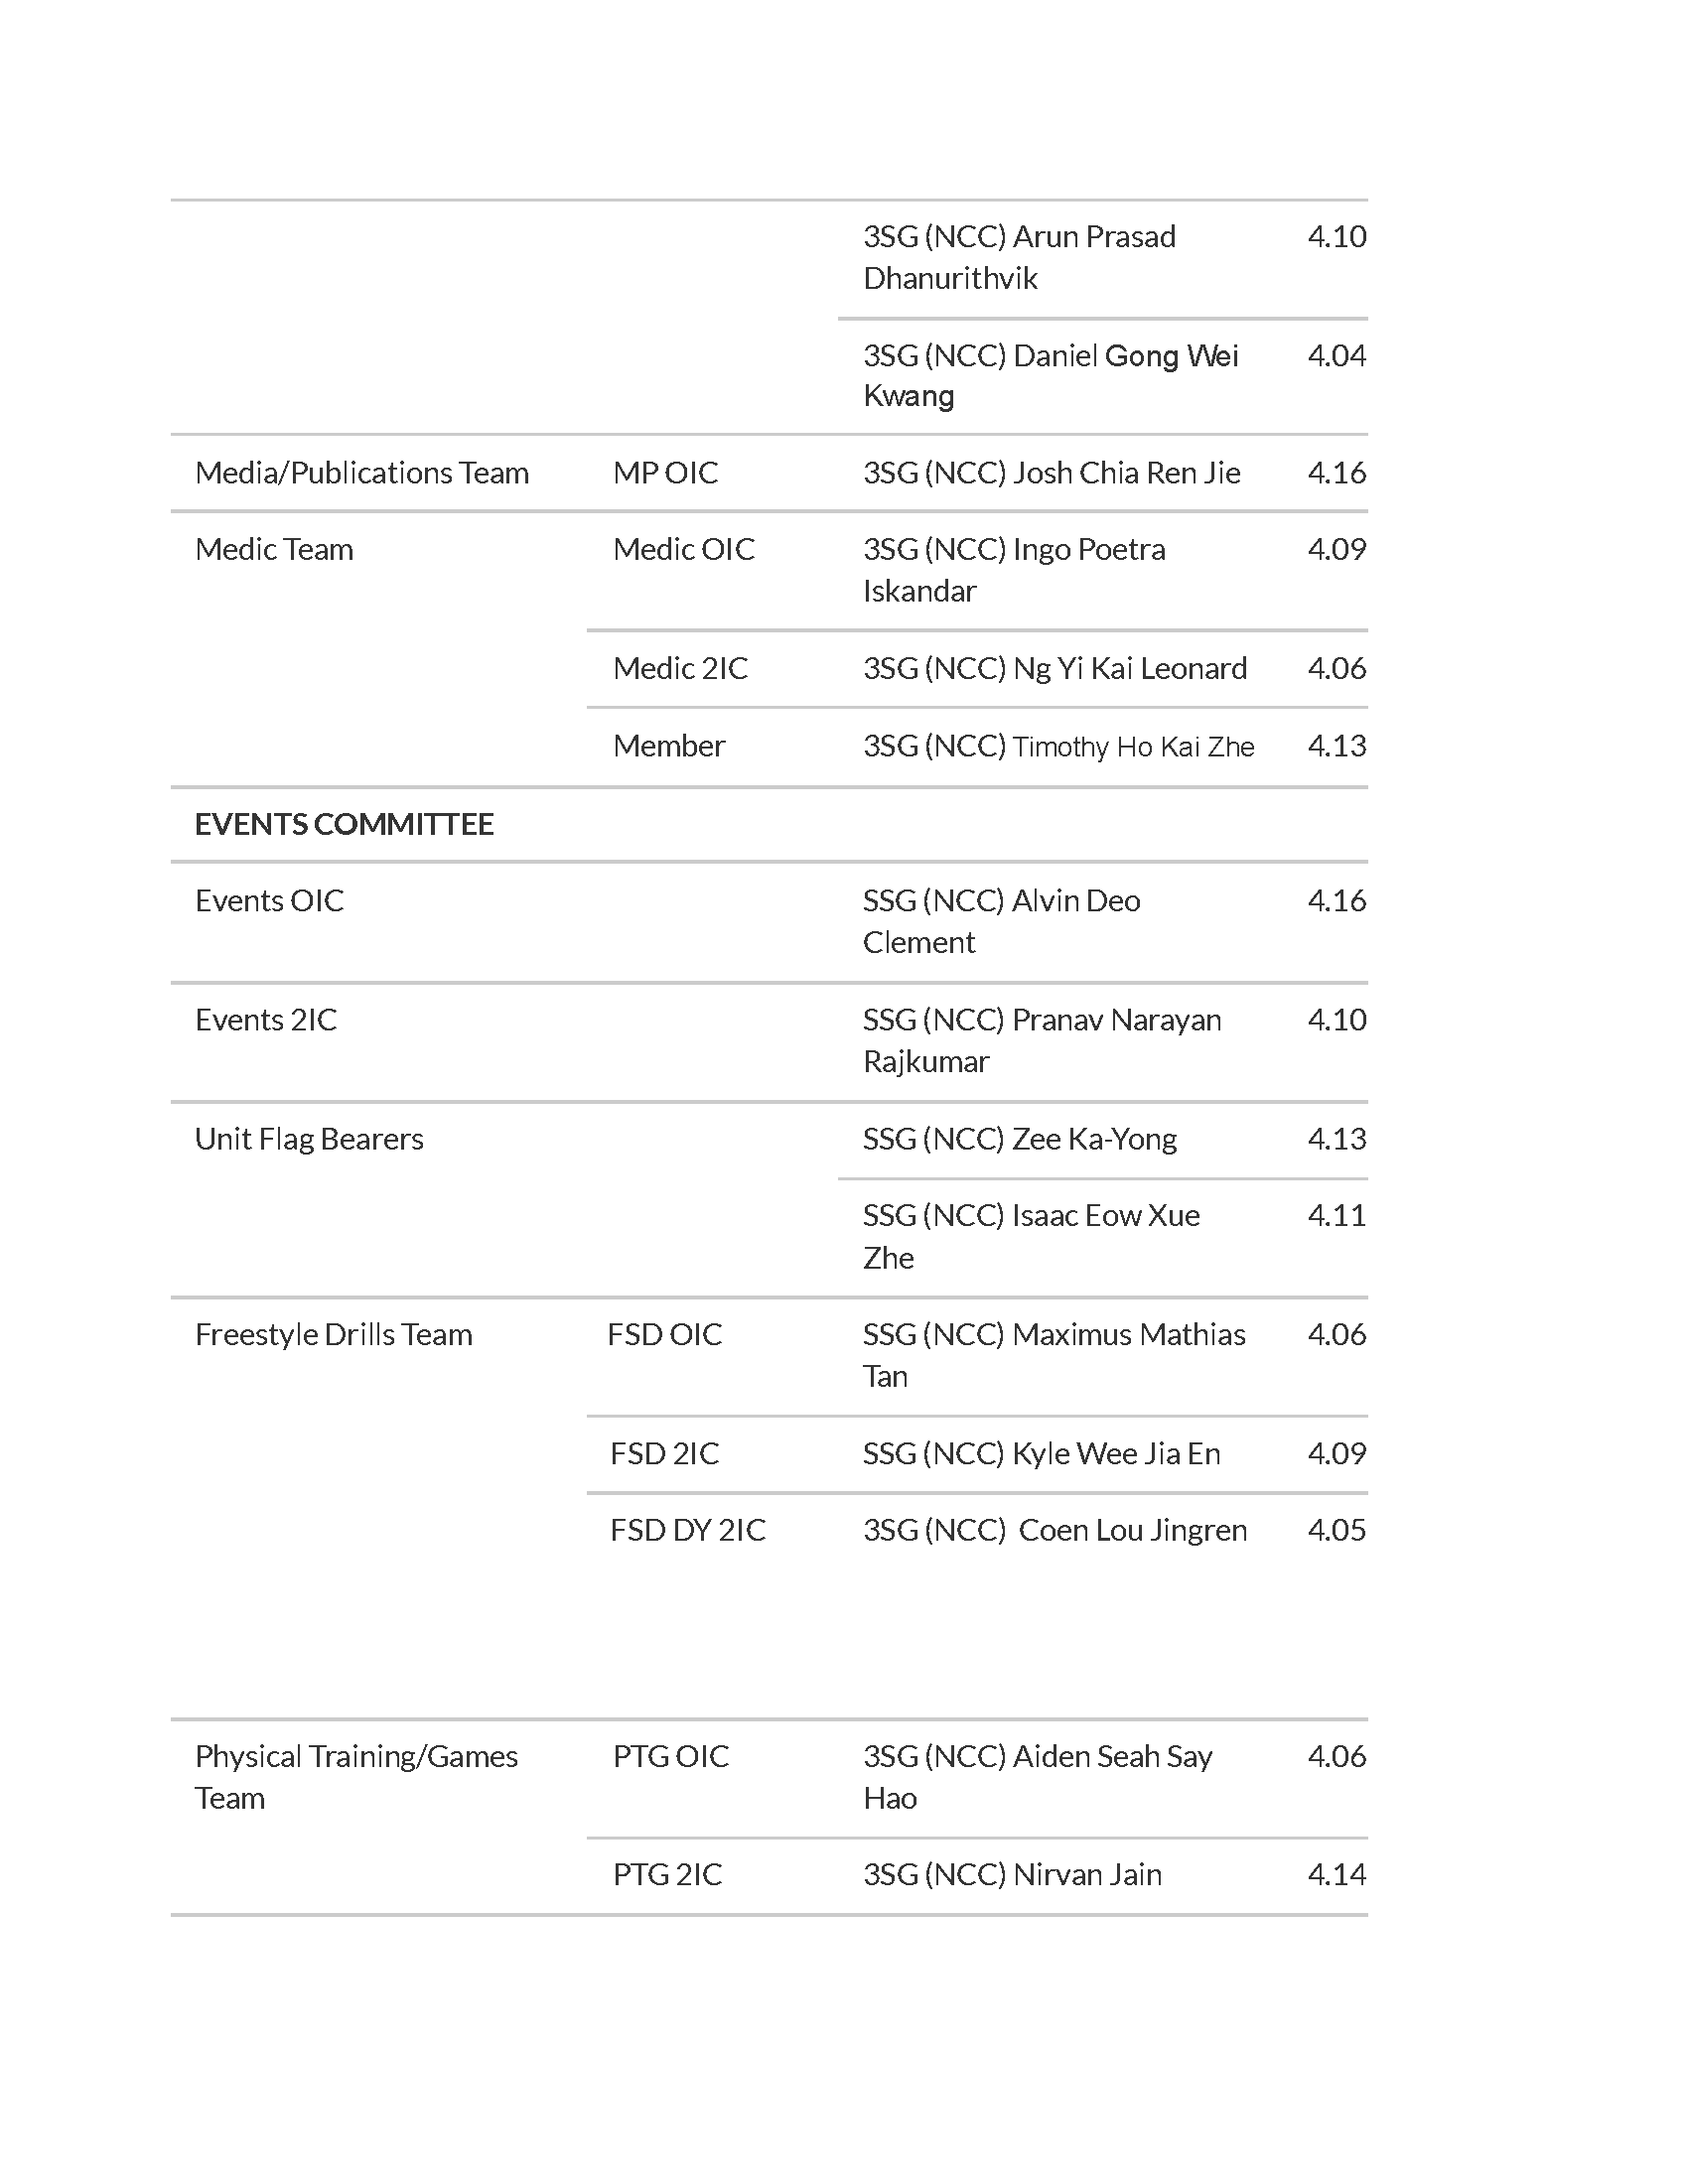 3SG (NCC) Arun Prasad 4.10
Dhanurithvik
3SG (NCC) Daniel Gong Wei 4.04
Kwang
Media/Publications Team MP OIC 3SG (NCC) Josh Chia Ren Jie 4.16
Medic Team Medic OIC 3SG (NCC) Ingo Poetra 4.09
Iskandar
Medic 2IC 3SG (NCC) Ng Yi Kai Leonard 4.06
Member 3SG (NCC) Timothy Ho Kai Zhe 4.13
EVENTS COMMITTEE
Events OIC SSG (NCC) Alvin Deo 4.16
Clement
Events 2IC SSG (NCC) Pranav Narayan 4.10
Rajkumar
Unit Flag Bearers SSG (NCC) Zee Ka-Yong 4.13
SSG (NCC) Isaac Eow Xue 4.11
Zhe
Freestyle Drills Team FSD OIC SSG (NCC) Maximus Mathias 4.06
Tan
FSD 2IC SSG (NCC) Kyle Wee Jia En 4.09
FSD DY 2IC 3SG (NCC) Coen Lou Jingren 4.05
Physical Training/Games PTG OIC 3SG (NCC) Aiden Seah Say 4.06
Team Hao
PTG 2IC 3SG (NCC) Nirvan Jain 4.14